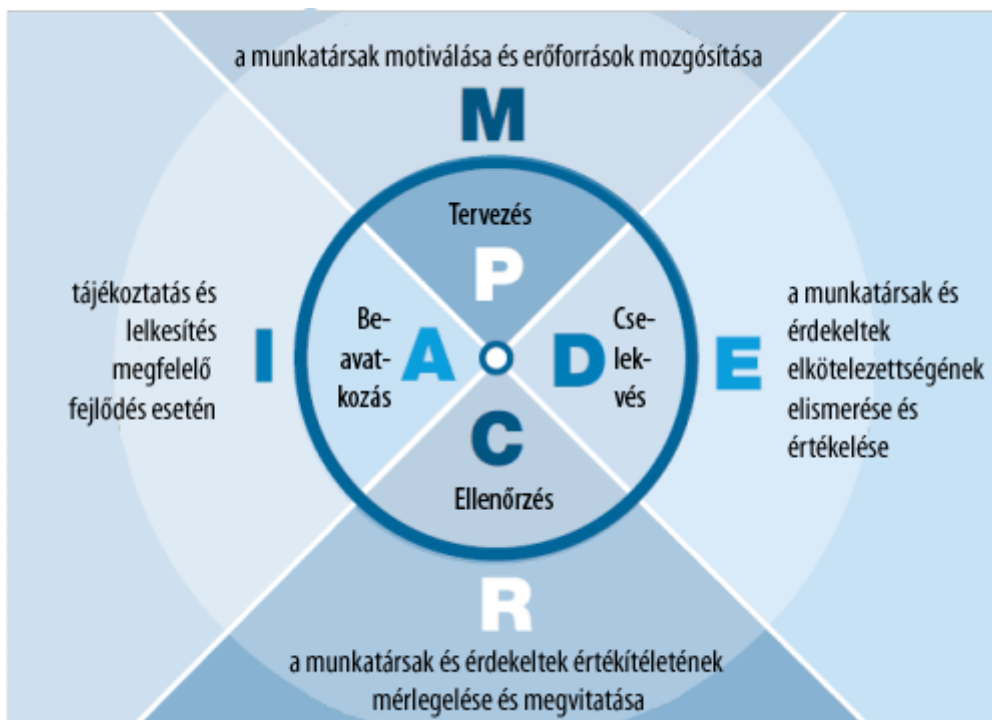 a munkatársak motiválása és erőforrások mozgósítása
M
Tervezés
P
tájékoztatás és
lelkesítés
megfelelő
fejlődés esetén
I
Be-
avat-
kozás
A
D
Cse-
lek-
vés
E
a munkatársak és
érdekeltek
elkötelezettségének
elismerése és
értékelése
C
Ellenőrzés
R
a munkatársak és érdekeltek értékítéletének
mérlegelése és megvitatása